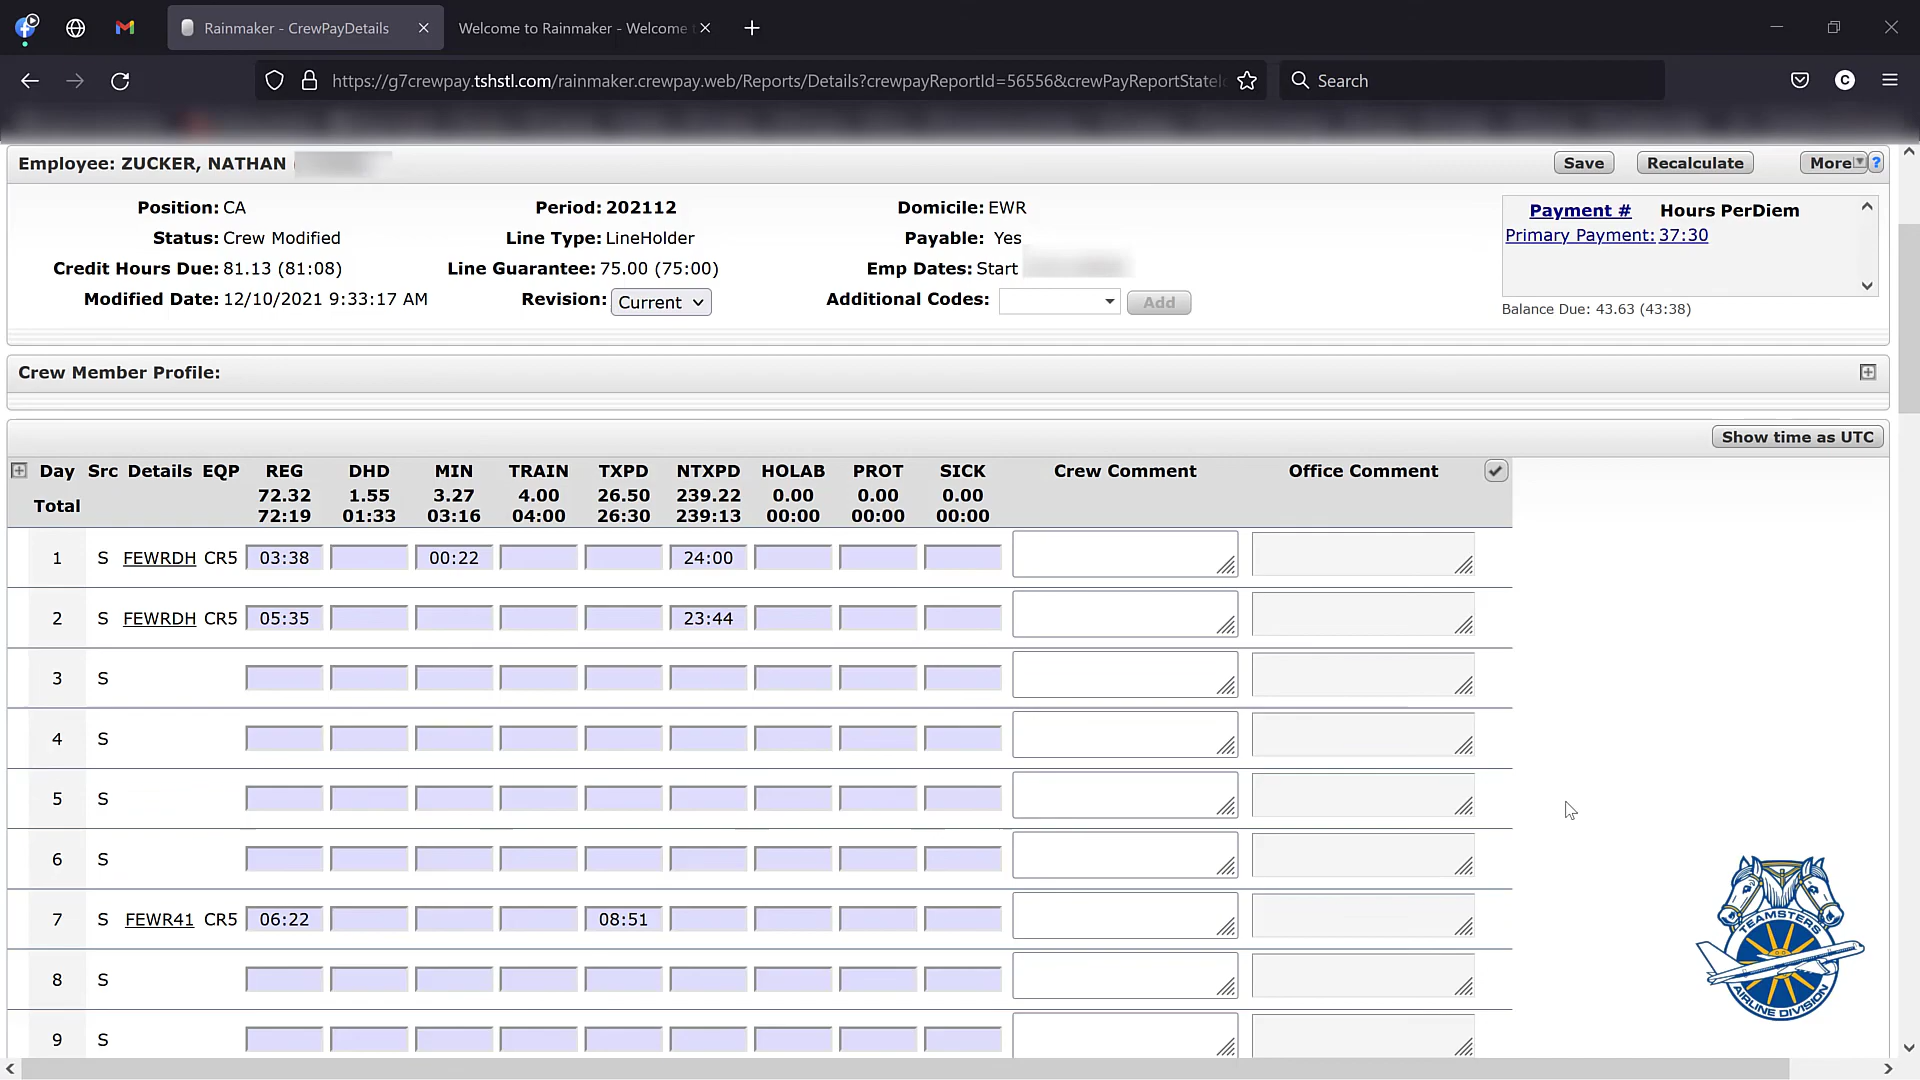 Rainmaker - CrewPayDetails
Welcome to Rainmaker - Welcome t
https://g7crewpay.tshstl.com/rainmaker.crewpay.web/Reports/Details?crewpayReportId=56556&crewPayReportStateI
Search
C
Employee: ZUCKER, NATHAN
Save Recalculate More ?
Position: CA Period: 202112 Domicile: EWR
Status: Crew Modified Line Type: LineHolder Payable: Yes
Credit Hours Due: 81.13 (81:08) Line Guarantee: 75.00 (75:00) Emp Dates: Start
Modified Date: 12/10/2021 9:33:17 AM Revision: Current Additional Codes: Add
Payment # Hours PerDiem
Primary Payment: 37:30
Balance Due: 43.63 (43:38)
Crew Member Profile:
Show time as UTC
Day Src Details EQP REG DHD MIN TRAIN TXPD NTXPD HOLAB PROT SICK Crew Comment Office Comment
Total
72.32 1.55 3.27 4.00 26.50 239.22 0.00 0.00 0.00
72:19 01:33 03:16 04:00 26:30 239:13 00:00 00:00 00:00
1 S FEWRDH CR5 03:38 00:22 24:00
2 S FEWRDH CR5 05:35 23:44
3 S
4 S
5 S
6 S
7 S FEWR41 CR5 06:22 08:51
8 S
9 S
TEAMSTERS
AIRLINE DIVISION